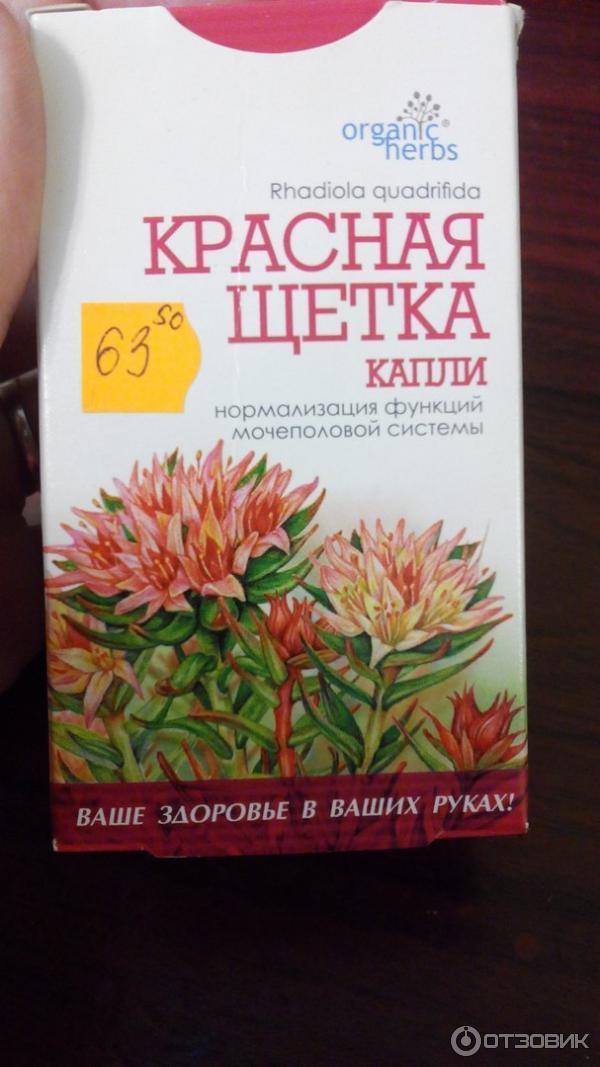 organic®
herbs
Rhadiola quadrifida
КРАСНАЯ
ЩЕТКА
КАПЛИ
нормализация функций
мочеполовой системы
63 50
ВАШЕ ЗДОРОВЬЕ В ВАШИХ РУКАХ!
ОТЗОВИК